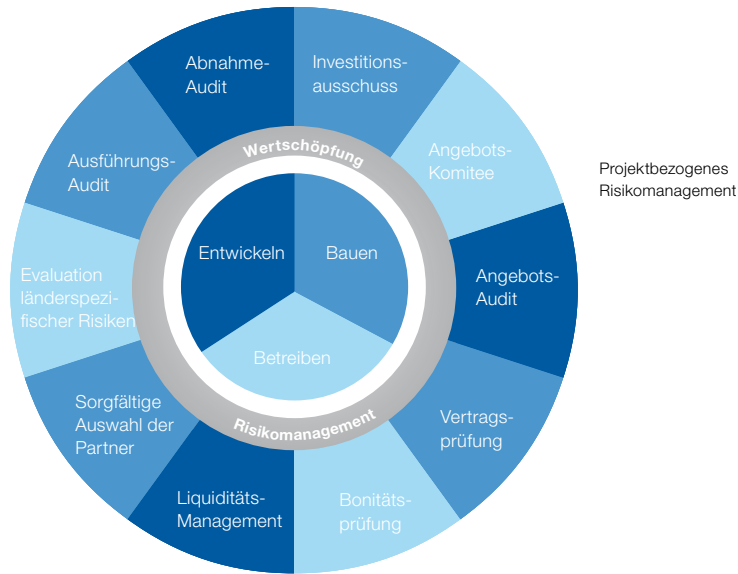 Abnahme-
Audit
Investitions-
ausschuss
Angebots-
Komitee
Angebots-
Audit
Vertrags-
prüfung
Bonitäts-
prüfung
Liquiditäts-
Management
Sorgfältige
Auswahl der
Partner
Evaluation
länderspezi-
fischer Risiken
Ausführungs-
Audit
Wertschöpfung
Entwickeln
Bauen
Betreiben
Risikomanagement
Projektbezogenes
Risikomanagement